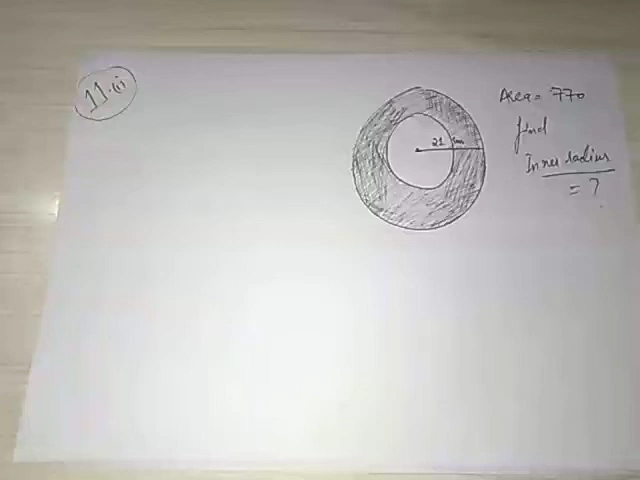 11.(i)
Area = 770
find
Inner radius
= ?
21 cm